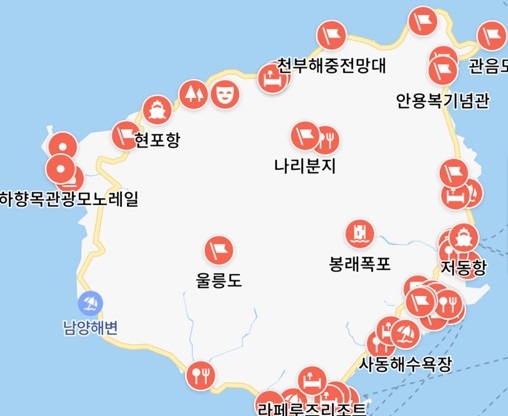 천부해중전망대
관음도
안용복기념관
현포항
나리분지
하향목관광모노레일
봉래폭포
저동항
울릉도
남양해변
사동해수욕장
라페루즈리조트